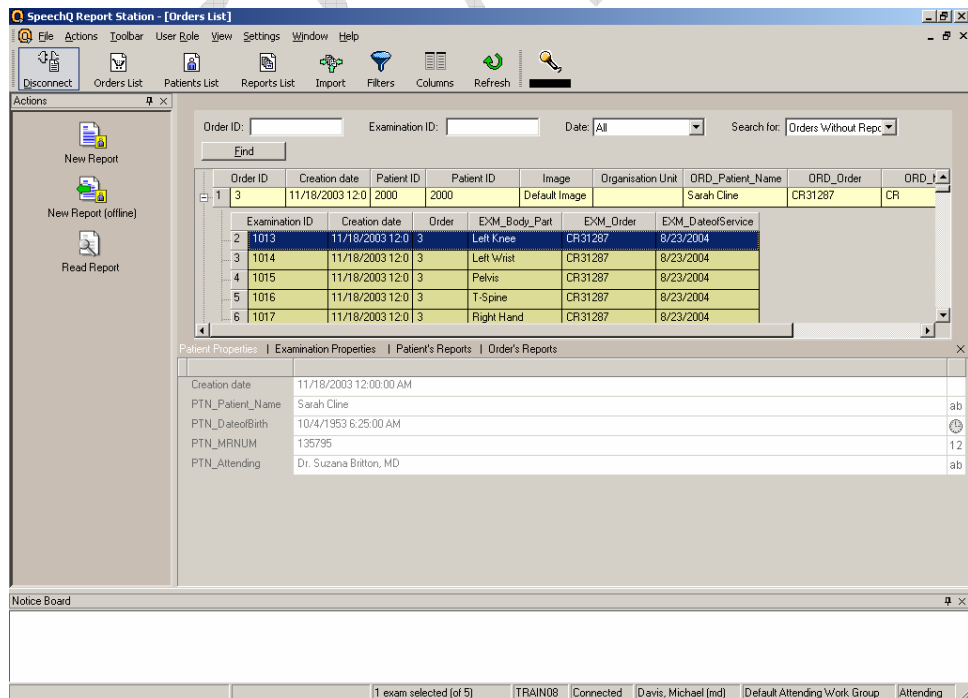 SpeechQ Report Station - [Orders List]
File Actions Toolbar User Role View Settings Window Help
Disconnect Orders List Patients List Reports List Import Filters Columns Refresh
Actions
New Report
New Report (offline)
Read Report
Order ID: Examination ID: Date: All Search for: Orders Without Repo
Find
Order ID Creation date Patient ID Patient ID Image Organisation Unit ORD_Patient_Name ORD_Order
1 3 11/18/2003 12:0 2000 2000 Default Image Sarah Cline CR31287 CR
Examination ID Creation date Order EXM_Body_Part EXM_Order EXM_DateofService
2 1013 11/18/2003 12:0 3 Left Knee CR31287 8/23/2004
3 1014 11/18/2003 12:0 3 Left Wrist CR31287 8/23/2004
4 1015 11/18/2003 12:0 3 Pelvis CR31287 8/23/2004
5 1016 11/18/2003 12:0 3 T-Spine CR31287 8/23/2004
6 1017 11/18/2003 12:0 3 Right Hand CR31287 8/23/2004
Patient Properties | Examination Properties | Patient's Reports | Order's Reports
Creation date 11/18/2003 12:00:00 AM
PTN_Patient_Name Sarah Cline ab
PTN_DateofBirth 10/4/1953 6:25:00 AM
PTN_MRNUM 135795 12
PTN_Attending Dr. Suzana Britton, MD ab
Notice Board
1 exam selected (of 5) TRAIN08 Connected Davis, Michael (md) Default Attending Work Group Attending